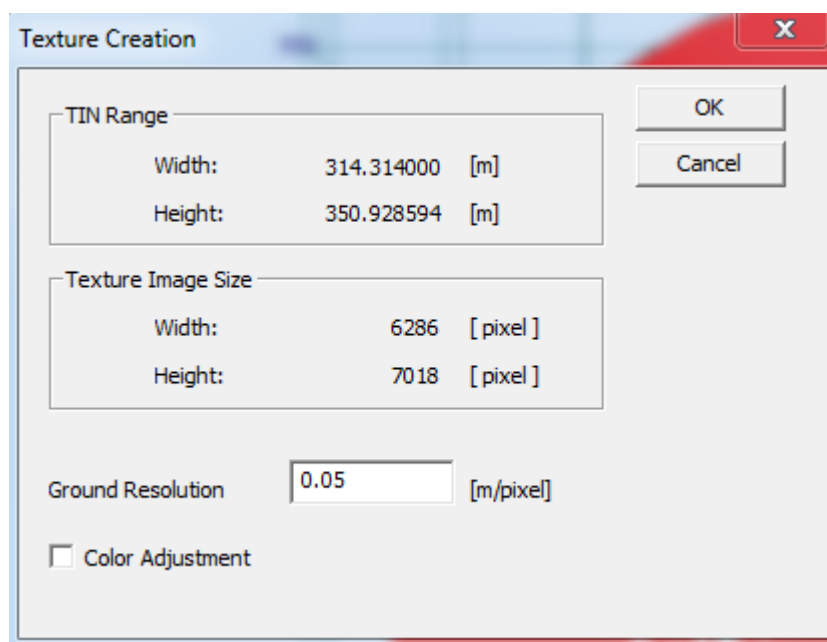 Texture Creation
x
TIN Range
OK
Width: 314.314000 [m]
Cancel
Height: 350.928594 [m]
Texture Image Size
Width: 6286 [ pixel ]
Height: 7018 [ pixel ]
Ground Resolution 0.05 [m/pixel]
Color Adjustment